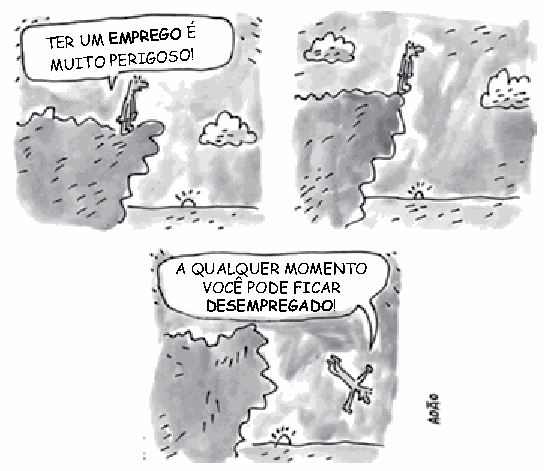 TER UM EMPREGO É
MUITO PERIGOSO!
A QUALQUER MOMENTO
VOCÊ PODE FICAR
DESEMPREGADO!
ADÃO